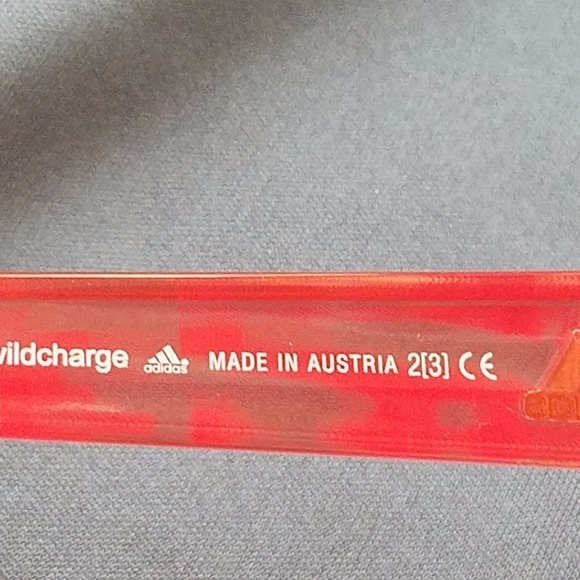 wildcharge adidas MADE IN AUSTRIA 2[3] CE